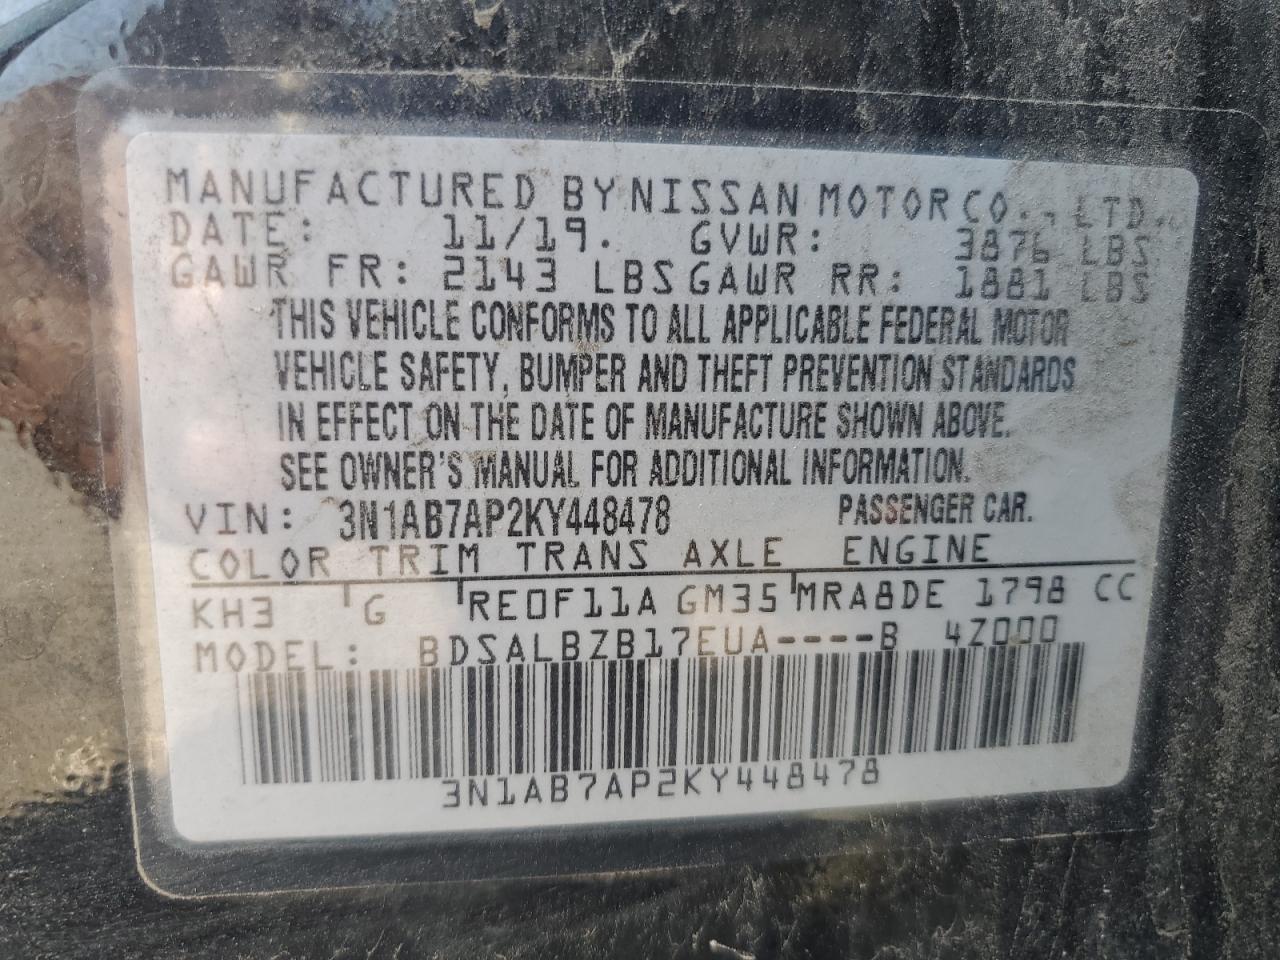 MANUFACTURED BY NISSAN MOTOR CO., LTD.
DATE: 11/19. GVWR: 3876 LBS
GAWR FR: 2143 LBS GAWR RR: 1881 LBS
THIS VEHICLE CONFORMS TO ALL APPLICABLE FEDERAL MOTOR
VEHICLE SAFETY, BUMPER AND THEFT PREVENTION STANDARDS
IN EFFECT ON THE DATE OF MANUFACTURE SHOWN ABOVE.
SEE OWNER'S MANUAL FOR ADDITIONAL INFORMATION.
VIN: 3N1AB7AP2KY448478 PASSENGER CAR.
COLOR TRIM TRANS AXLE ENGINE
KH3 G RE0F11A GM35 MRA8DE 1798 CC
MODEL: BDSALBZB17EUA----B 4Z000
3N1AB7AP2KY448478